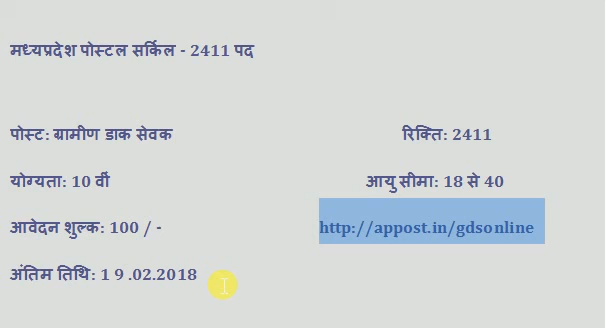 मध्यप्रदेश पोस्टल सर्किल - 2411 पद
पोस्ट: ग्रामीण डाक सेवक रिक्ति: 2411
योग्यता: 10 वीं आयु सीमा: 18 से 40
आवेदन शुल्क: 100 / - http://appost.in/gdsonline
अंतिम तिथि: 1 9 .02.2018